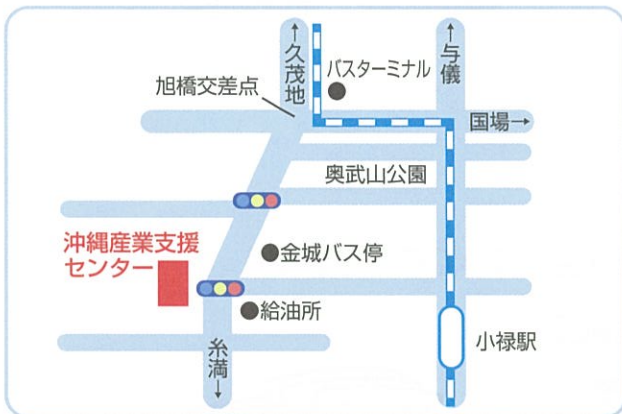 ↑久茂地
↑与儀
バスターミナル
旭橋交差点
国場→
奥武山公園
沖縄産業支援
センター
金城バス停
給油所
小禄駅
糸満↓